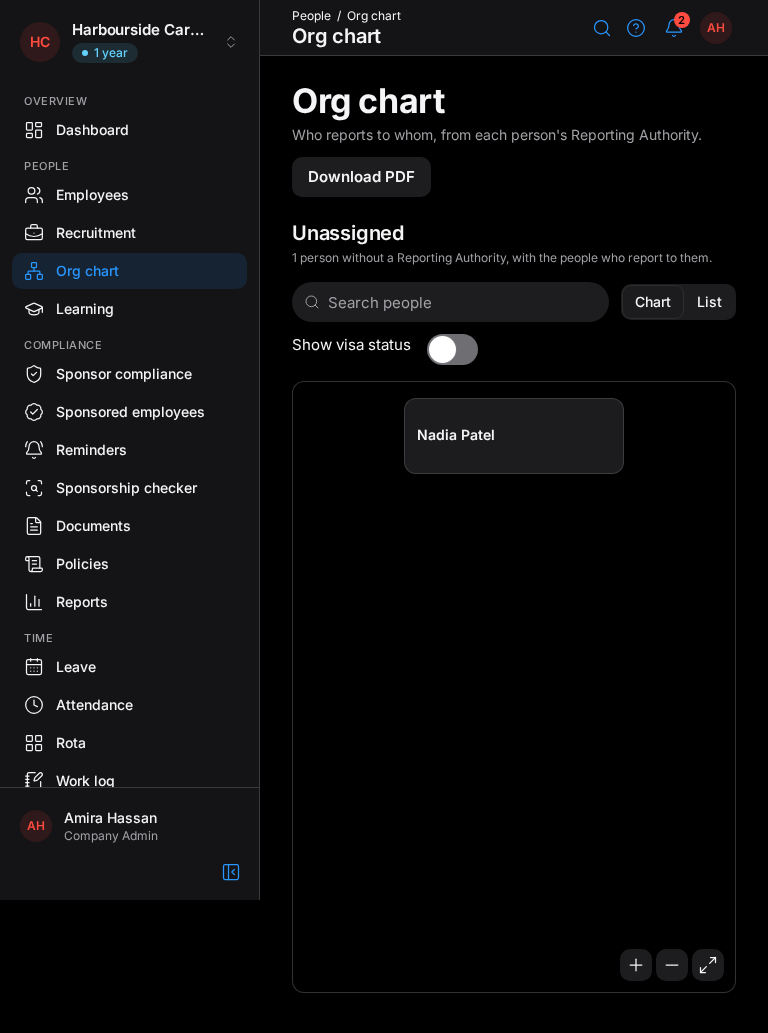 HC
Harbourside Car...
1 year
OVERVIEW
Dashboard
PEOPLE
Employees
Recruitment
Org chart
Learning
COMPLIANCE
Sponsor compliance
Sponsored employees
Reminders
Sponsorship checker
Documents
Policies
Reports
TIME
Leave
Attendance
Rota
Work log
AH
Amira Hassan
Company Admin
People / Org chart
Org chart
2
AH
Org chart
Who reports to whom, from each person's Reporting Authority.
Download PDF
Unassigned
1 person without a Reporting Authority, with the people who report to them.
Search people
Chart
List
Show visa status
Nadia Patel